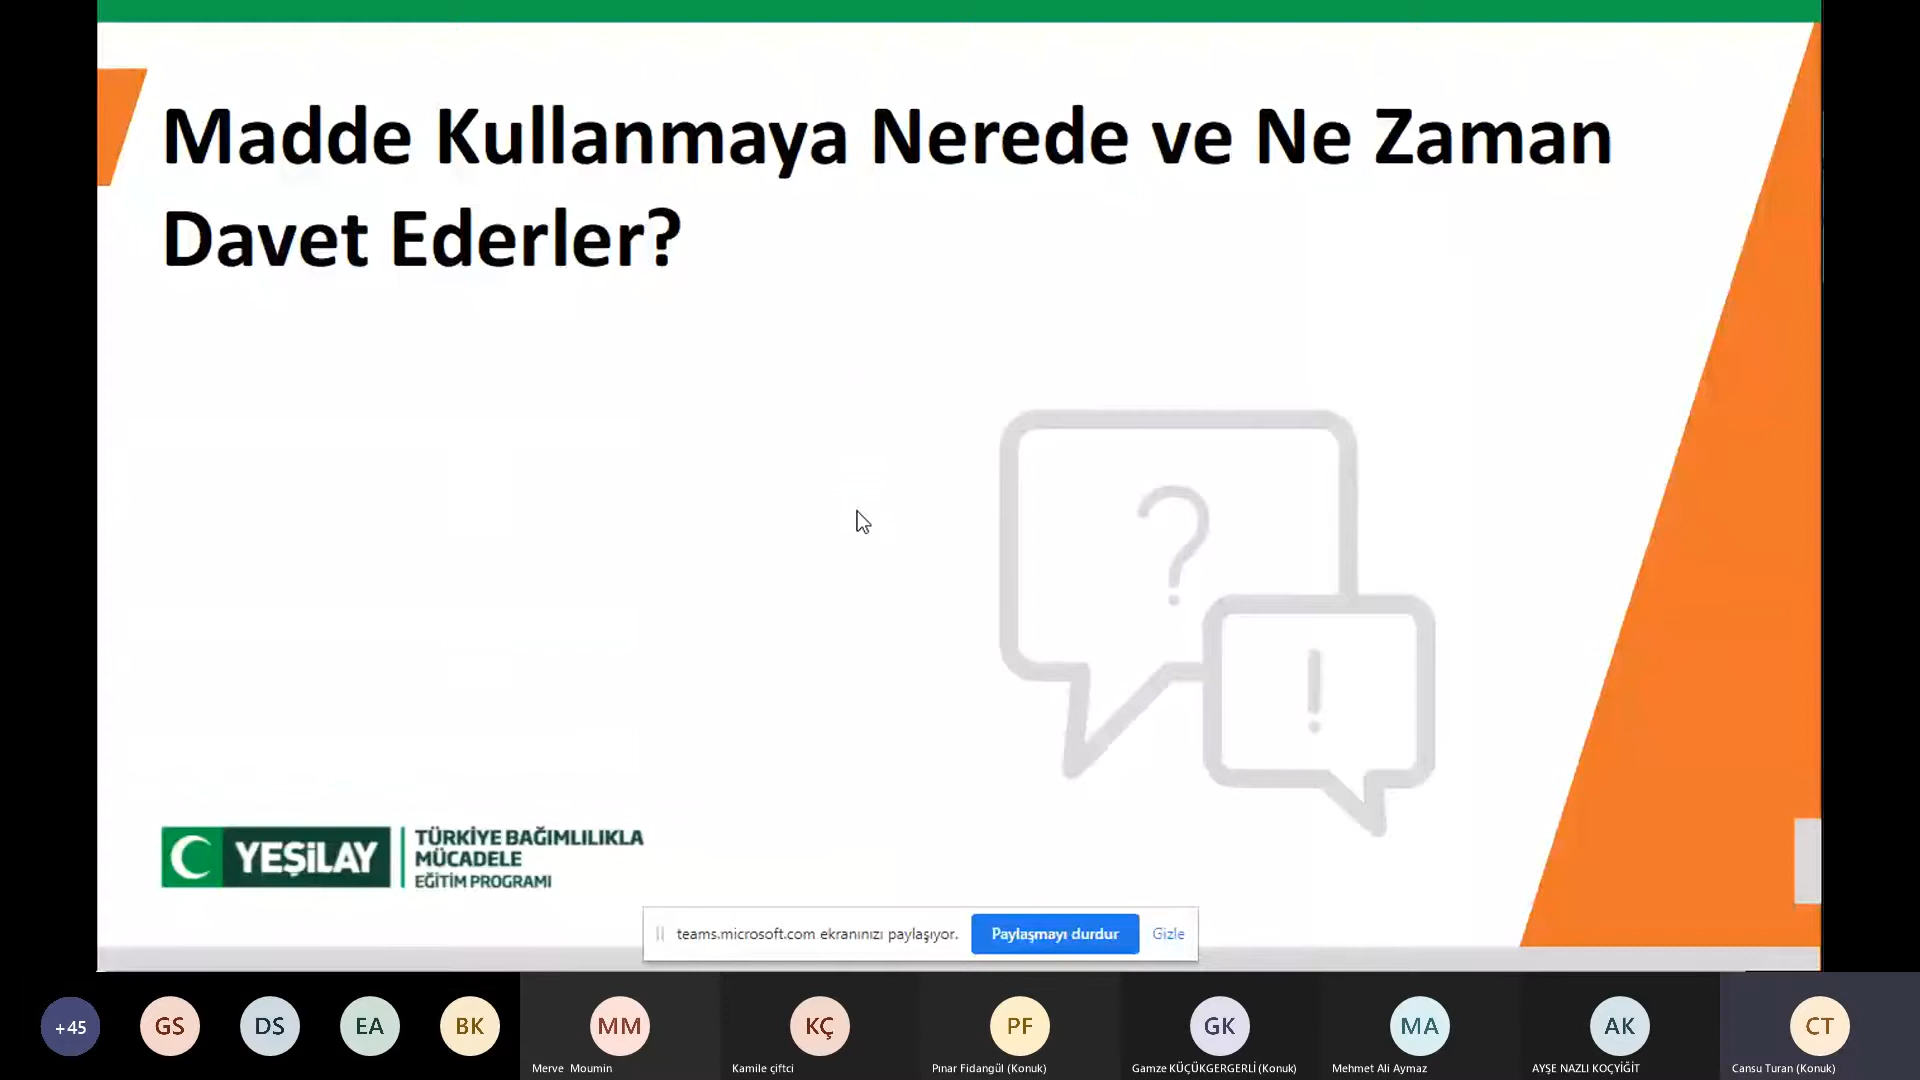 Madde Kullanmaya Nerede ve Ne Zaman
Davet Ederler?
?
!
YEŞİLAY
TÜRKİYE BAĞIMLILIKLA
MÜCADELE
EĞİTİM PROGRAMI
teams.microsoft.com ekranınızı paylaşıyor.
Paylaşmayı durdur
Gizle
+45
GS
DS
EA
BK
MM
KÇ
PF
GK
MA
AK
CT
Merve Moumin
Kamile çiftci
Pınar Fidangül (Konuk)
Gamze KÜÇÜKGERGERLİ (Konuk)
Mehmet Ali Aymaz
AYŞE NAZLI KOÇYİĞİT
Cansu Turan (Konuk)